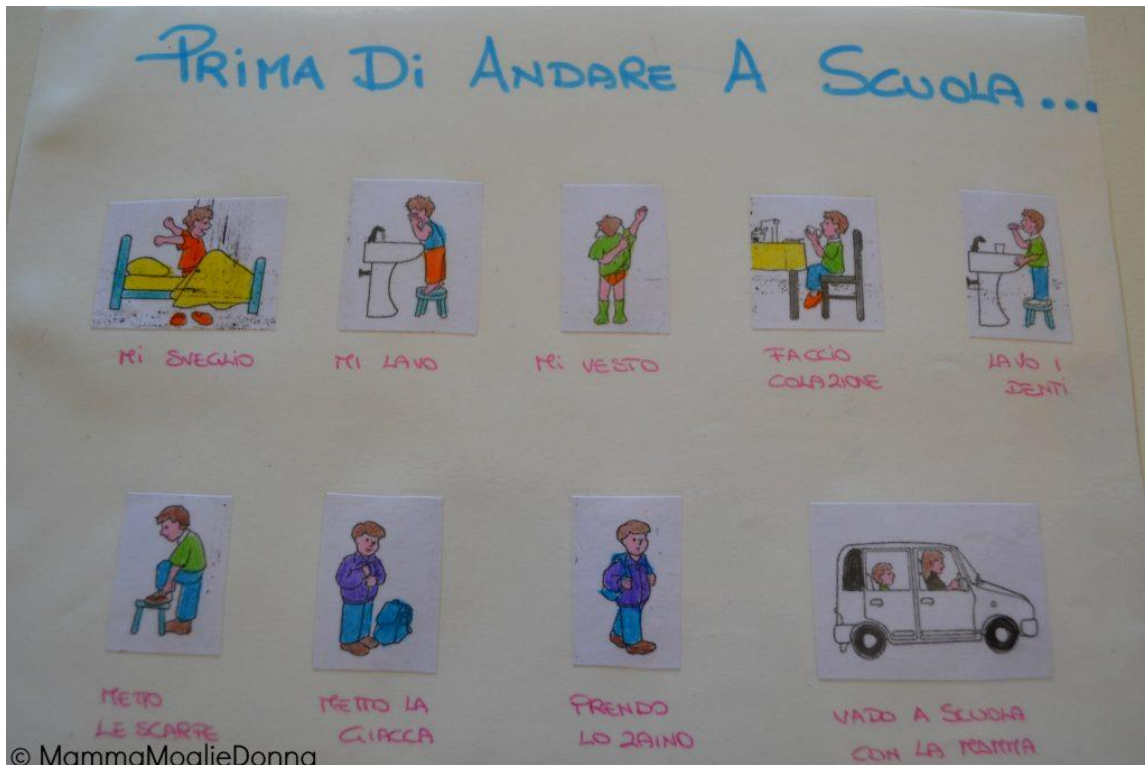 PRIMA Di ANDARE A SCUOLA...
Mi SVEGLIO
Mi LAVO
Mi VESTO
FACCIO
COLAZIONE
LAVO I
DENTI
METTO
LE SCARPE
METTO LA
GIACCA
PRENDO
LO ZAINO
VADO A SCUOLA
CON LA MAMMA
© MammaMoglieDonna